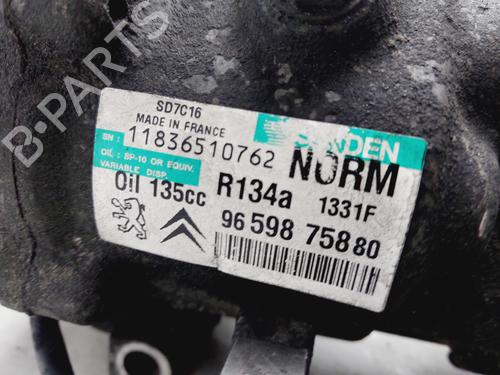 B-PARTS
SD7C16
MADE IN FRANCE
SN : 11836510762
OIL : SP-10 OR EQUIV.
VARIABLE DISP.
NORM
Oil 135cc R134a 1331F
96 598 758 80